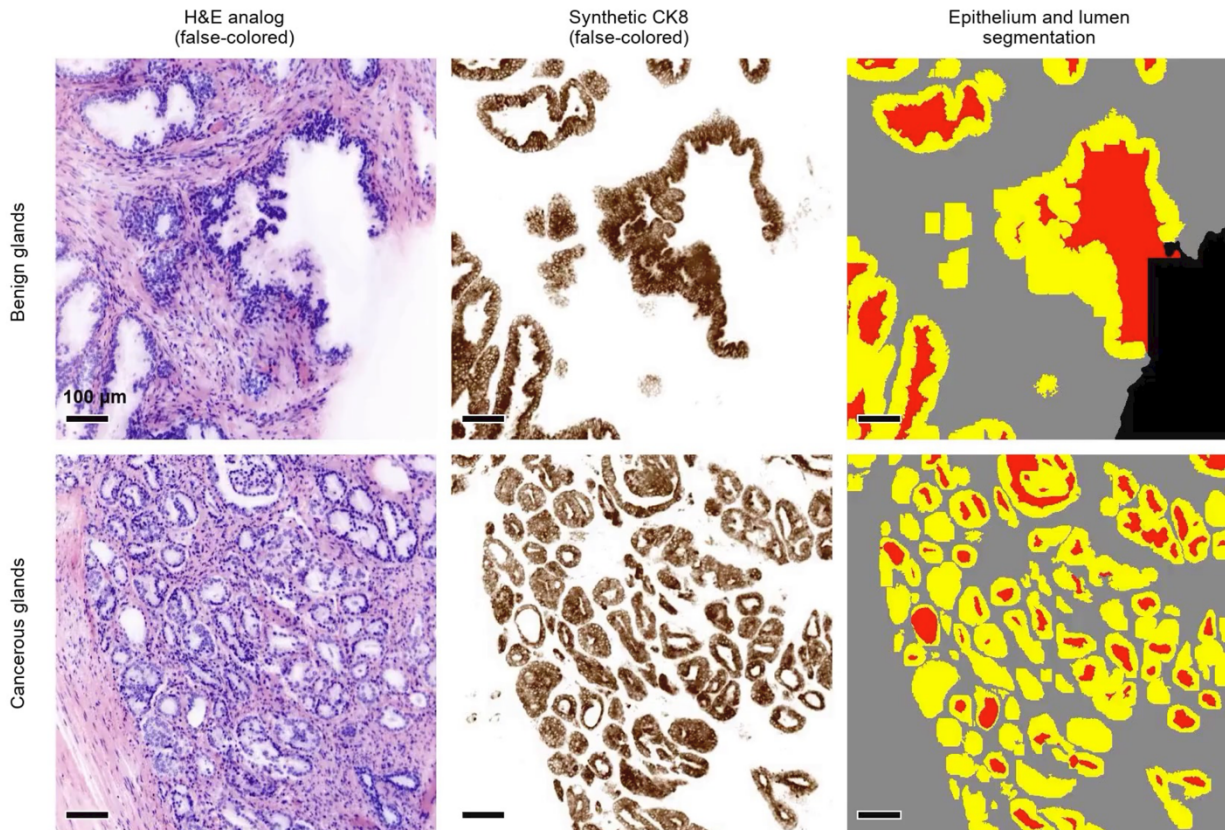 H&E analog
(false-colored)
Synthetic CK8
(false-colored)
Epithelium and lumen
segmentation
Benign glands
100 µm
Cancerous glands